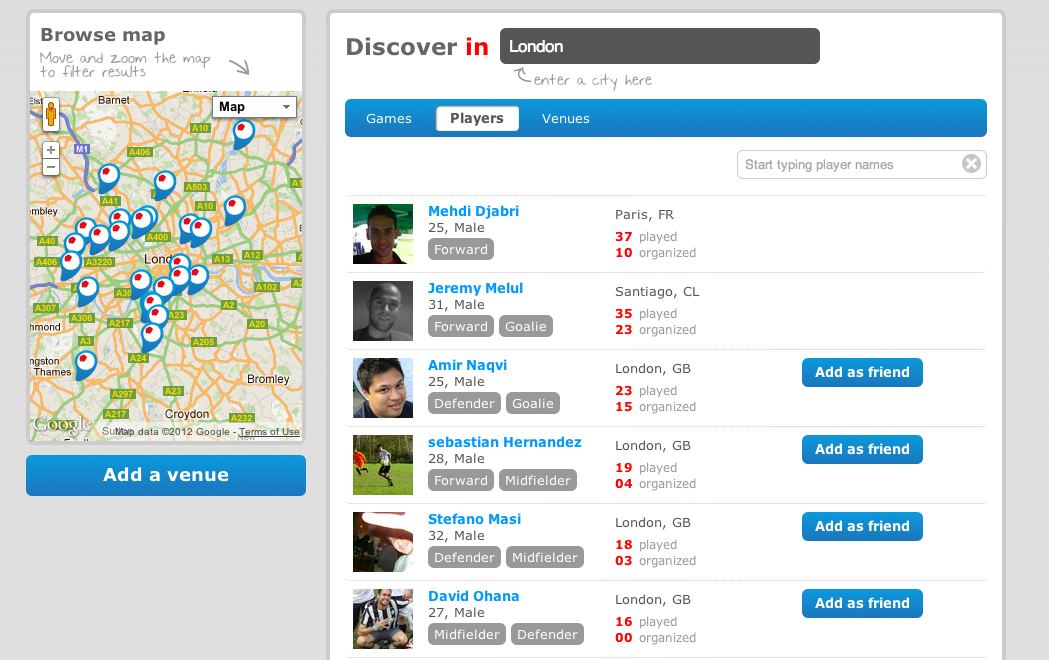 Browse map
Move and zoom the map
to filter results
Map
Barnet
A10
M1
A406
A503
A1
A41
A10
mbley
A40
A400
A406
A3220
Lond
A13
A12
A102
A30
A307
A306
A2
A23
hmond
A217
A20
A3
A205
ngston
Thames
A24
Bromley
A297
A23
A217
Croydon
A232
Google
Map data ©2012 Google - Terms of Use
Add a venue
Discover in London
enter a city here
Games Players Venues
Start typing player names
Mehdi Djabri
25, Male
Forward
Paris, FR
37 played
10 organized
Jeremy Melul
31, Male
Forward Goalie
Santiago, CL
35 played
23 organized
Amir Naqvi
25, Male
Defender Goalie
London, GB
23 played
15 organized
Add as friend
sebastian Hernandez
28, Male
Forward Midfielder
London, GB
19 played
04 organized
Add as friend
Stefano Masi
32, Male
Defender Midfielder
London, GB
18 played
03 organized
Add as friend
David Ohana
27, Male
Midfielder Defender
London, GB
16 played
00 organized
Add as friend